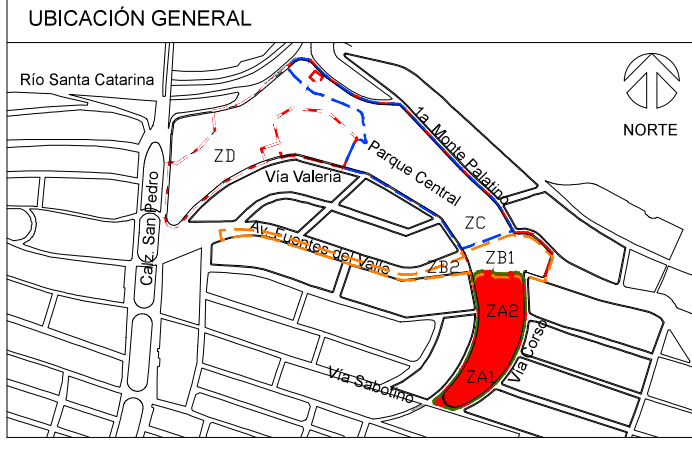 UBICACIÓN GENERAL
Río Santa Catarina
NORTE
1a. Monte Palatino
ZD
Parque Central
Vía Valeria
Calz. San Pedro
ZC
Av. Fuentes del Valle
ZB2
ZB1
ZA2
Vía Corso
ZA1
Vía Sabotino